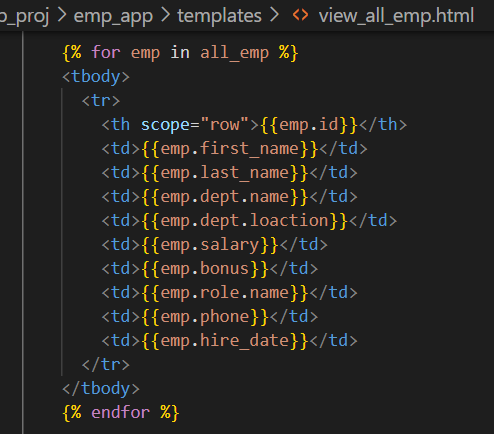 p_proj > emp_app > templates > <> view_all_emp.html
{% for emp in all_emp %}
<tbody>
<tr>
<th scope="row">{{emp.id}}</th>
<td>{{emp.first_name}}</td>
<td>{{emp.last_name}}</td>
<td>{{emp.dept.name}}</td>
<td>{{emp.dept.loaction}}</td>
<td>{{emp.salary}}</td>
<td>{{emp.bonus}}</td>
<td>{{emp.role.name}}</td>
<td>{{emp.phone}}</td>
<td>{{emp.hire_date}}</td>
</tr>
</tbody>
{% endfor %}